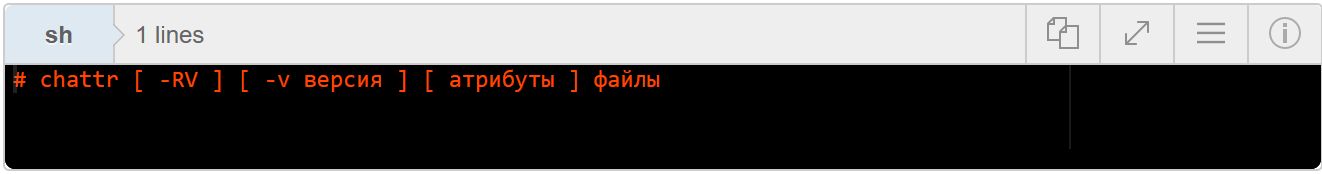 sh 1 lines
# chattr [ -RV ] [ -v версия ] [ атрибуты ] файлы